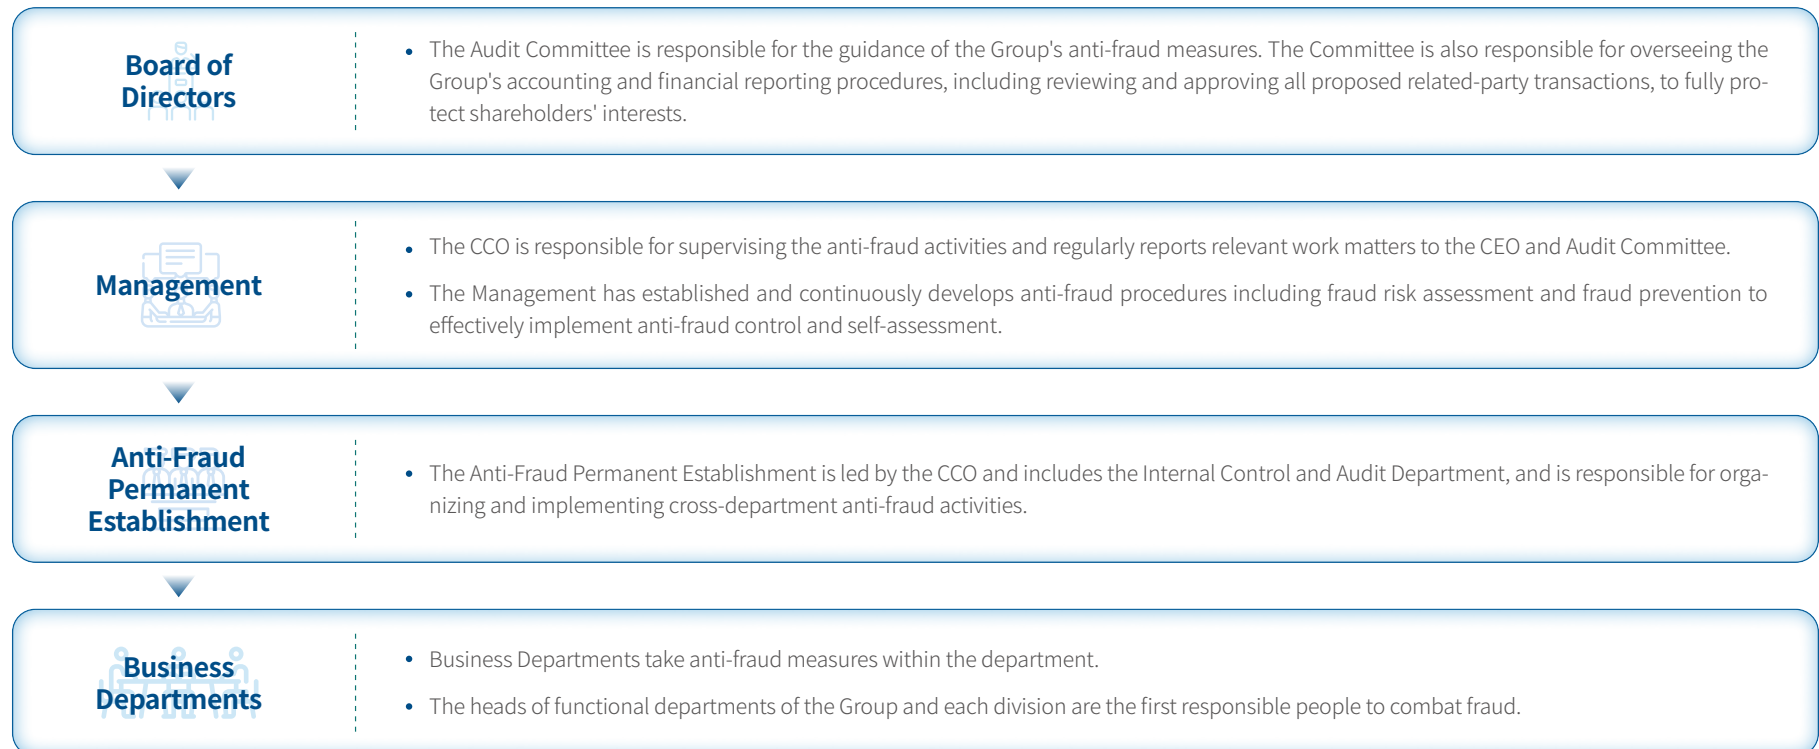 Board of
Directors
• The Audit Committee is responsible for the guidance of the Group's anti-fraud measures. The Committee is also responsible for overseeing the
Group's accounting and financial reporting procedures, including reviewing and approving all proposed related-party transactions, to fully pro-
tect shareholders' interests.
Management
• The CCO is responsible for supervising the anti-fraud activities and regularly reports relevant work matters to the CEO and Audit Committee.
• The Management has established and continuously develops anti-fraud procedures including fraud risk assessment and fraud prevention to
effectively implement anti-fraud control and self-assessment.
Anti-Fraud
Permanent
Establishment
• The Anti-Fraud Permanent Establishment is led by the CCO and includes the Internal Control and Audit Department, and is responsible for orga-
nizing and implementing cross-department anti-fraud activities.
Business
Departments
• Business Departments take anti-fraud measures within the department.
• The heads of functional departments of the Group and each division are the first responsible people to combat fraud.